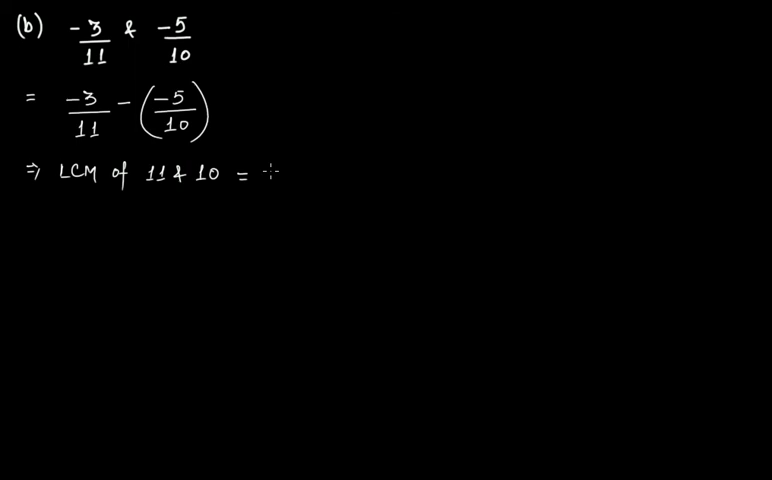 (b) -3/11 & -5/10
= -3/11 - (-5/10)
⇒ LCM of 11 & 10 =